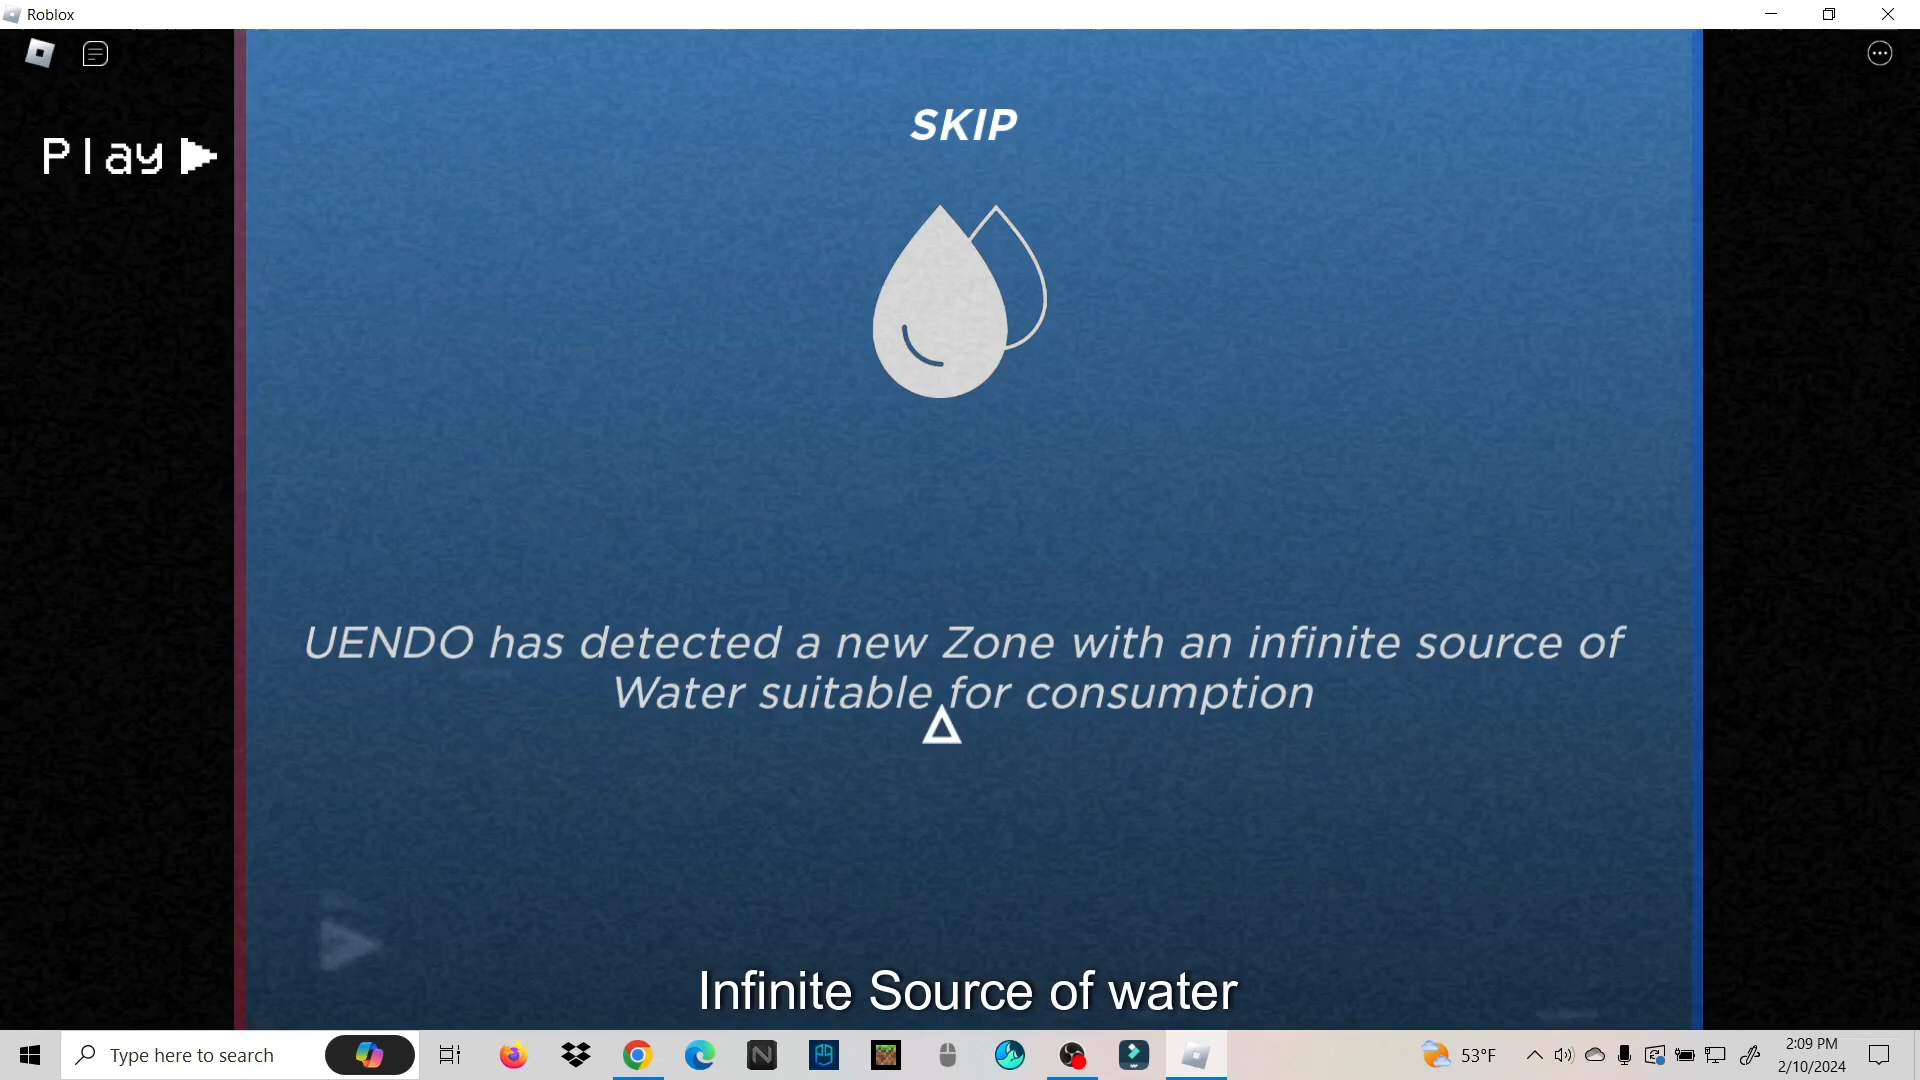 Roblox
Play
SKIP
UENDO has detected a new Zone with an infinite source of
Water suitable for consumption
Infinite Source of water
Type here to search
53°F
2:09 PM
2/10/2024